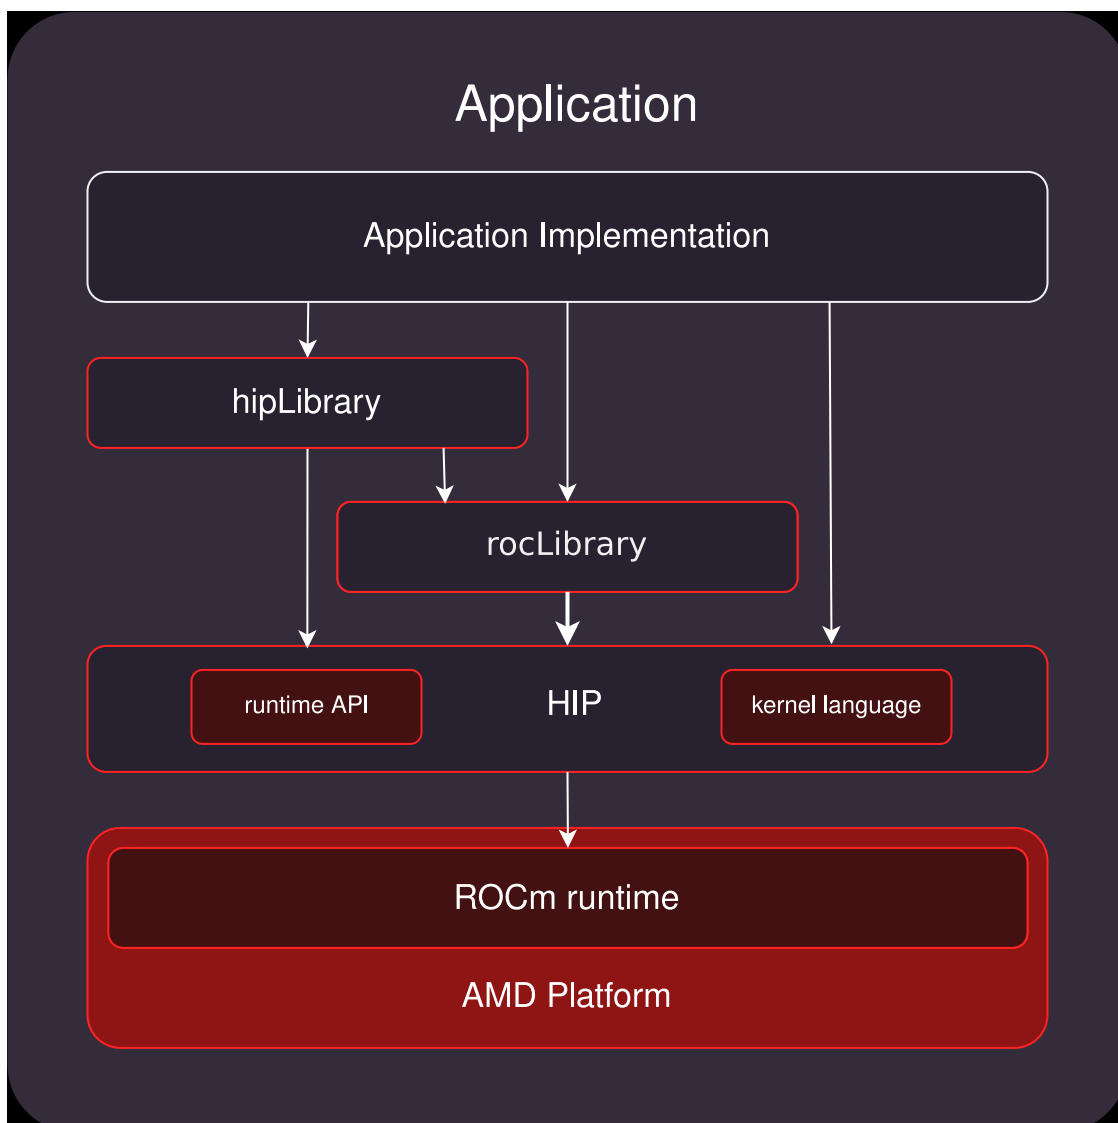 Application
Application Implementation
hipLibrary
rocLibrary
runtime API
HIP
kernel language
ROCm runtime
AMD Platform